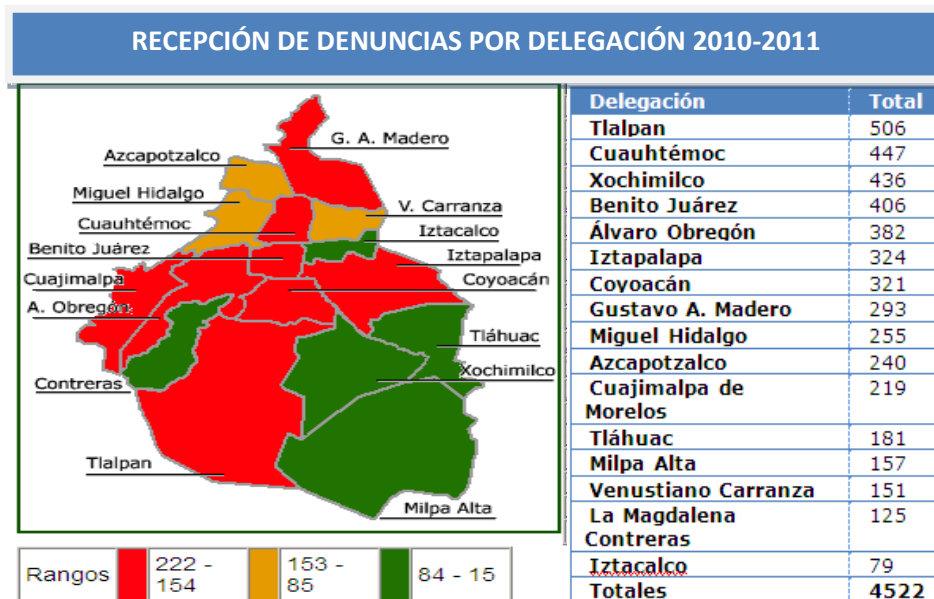 RECEPCIÓN DE DENUNCIAS POR DELEGACIÓN 2010-2011
G. A. Madero
Azcapotzalco
Miguel Hidalgo
V. Carranza
Cuauhtémoc
Iztacalco
Benito Juárez
Iztapalapa
Cuajimalpa
Coyoacán
A. Obregón
Tláhuac
Xochimilco
Contreras
Tlalpan
Milpa Alta
Rangos
222 -
154
153 -
85
84 - 15
Delegación Total
Tlalpan 506
Cuauhtémoc 447
Xochimilco 436
Benito Juárez 406
Álvaro Obregón 382
Iztapalapa 324
Coyoacán 321
Gustavo A. Madero 293
Miguel Hidalgo 255
Azcapotzalco 240
Cuajimalpa de 219
Morelos
Tláhuac 181
Milpa Alta 157
Venustiano Carranza 151
La Magdalena 125
Contreras
Iztacalco 79
Totales 4522